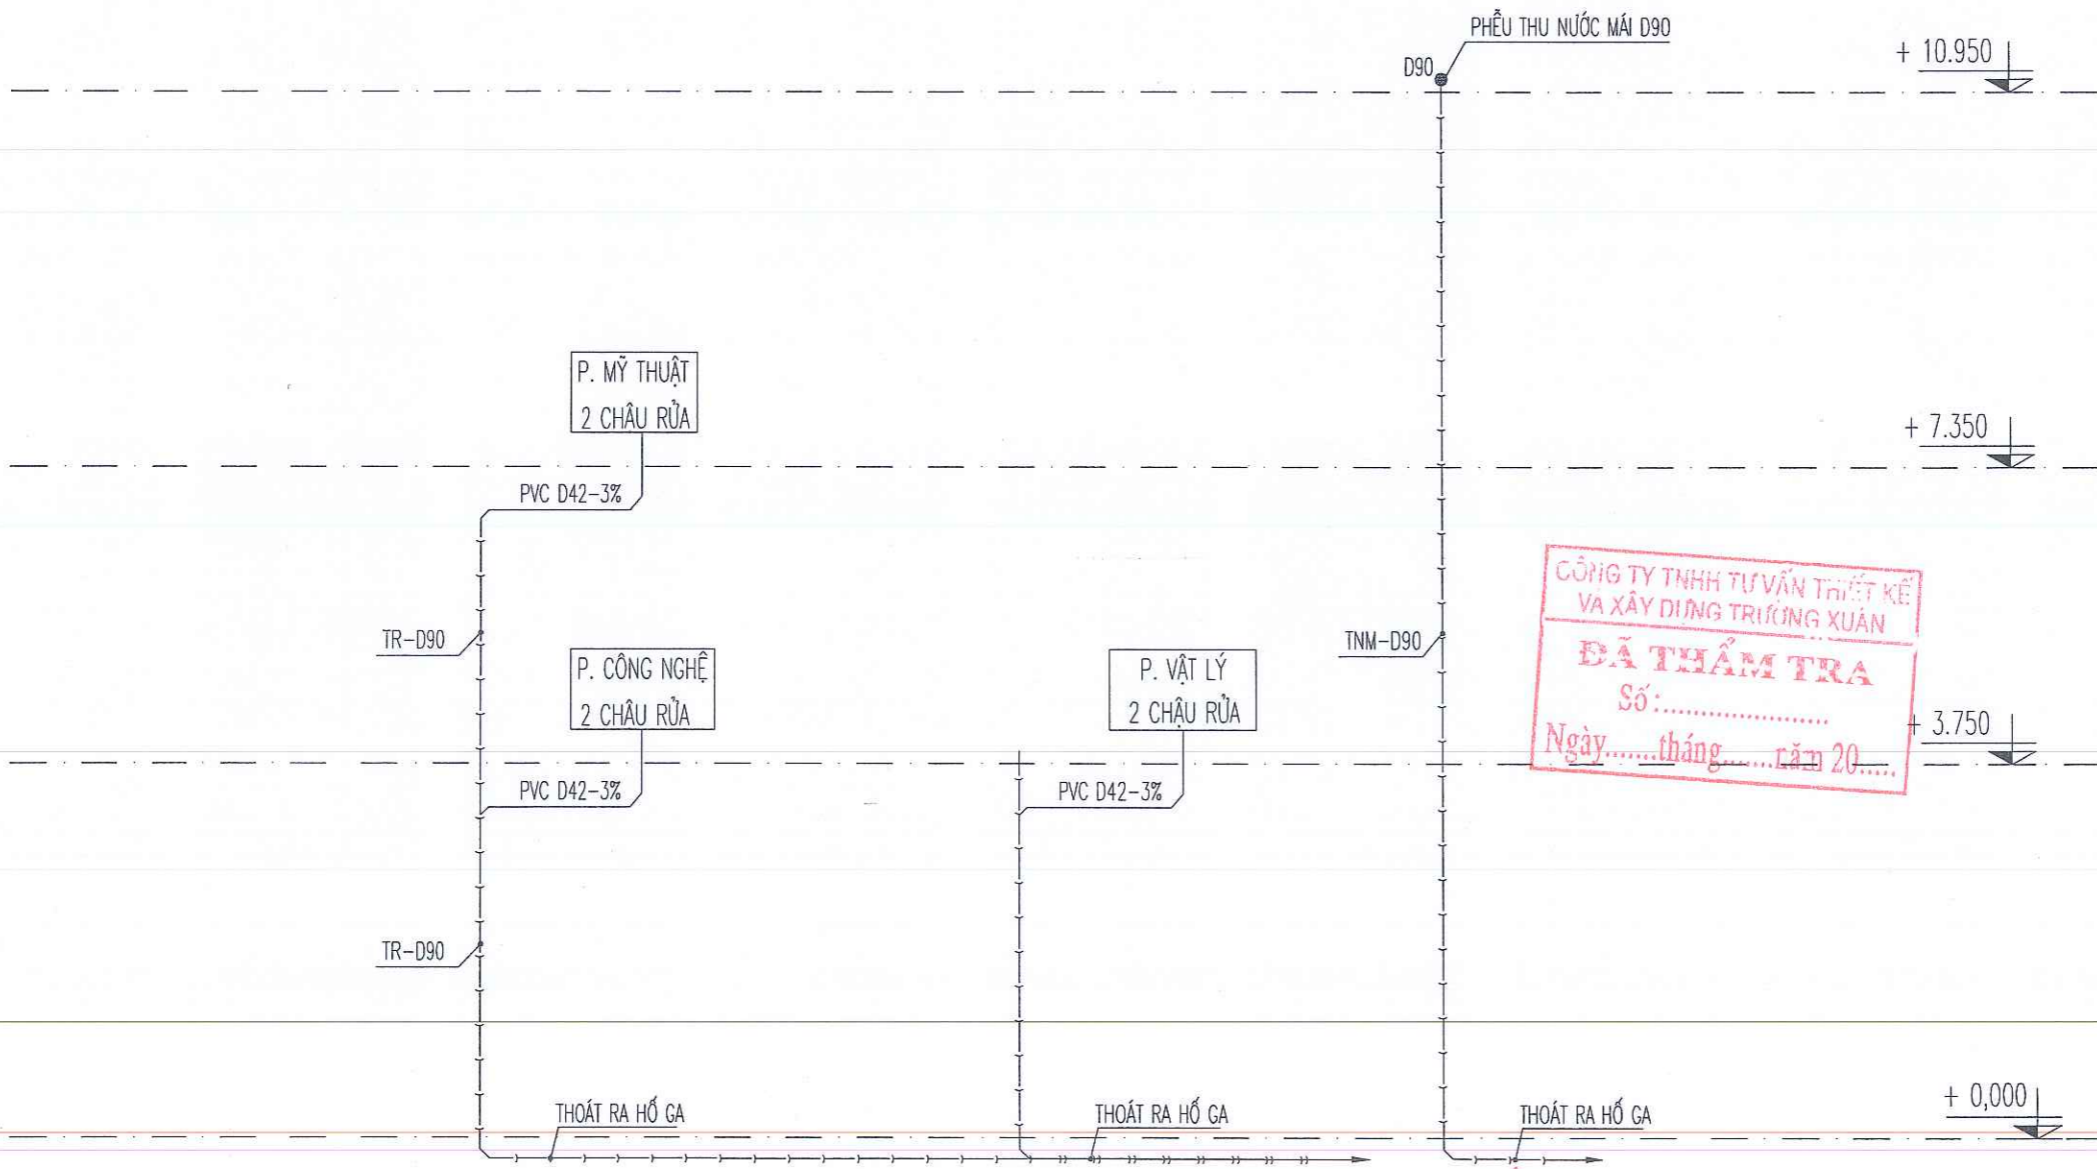 PHỄU THU NƯỚC MÁI D90
D90
+ 10.950
P. MỸ THUẬT
2 CHẬU RỬA
+ 7.350
PVC D42-3%
TR-D90
TNM-D90
P. CÔNG NGHỆ
2 CHẬU RỬA
P. VẬT LÝ
2 CHẬU RỬA
CÔNG TY TNHH TƯ VẤN THIẾT KẾ
VÀ XÂY DỰNG TRƯỜNG XUÂN
ĐÃ THẨM TRA
Số:......................
Ngày.......tháng......năm 20.....
+ 3.750
PVC D42-3%
PVC D42-3%
TR-D90
THOÁT RA HỐ GA
THOÁT RA HỐ GA
THOÁT RA HỐ GA
+ 0,000